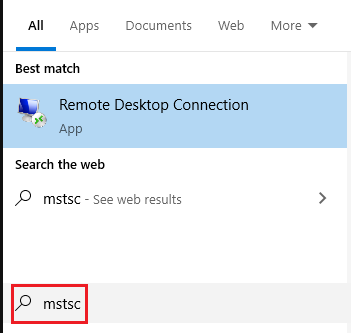 All Apps Documents Web More
Best match
Remote Desktop Connection
App
Search the web
mstsc - See web results
mstsc